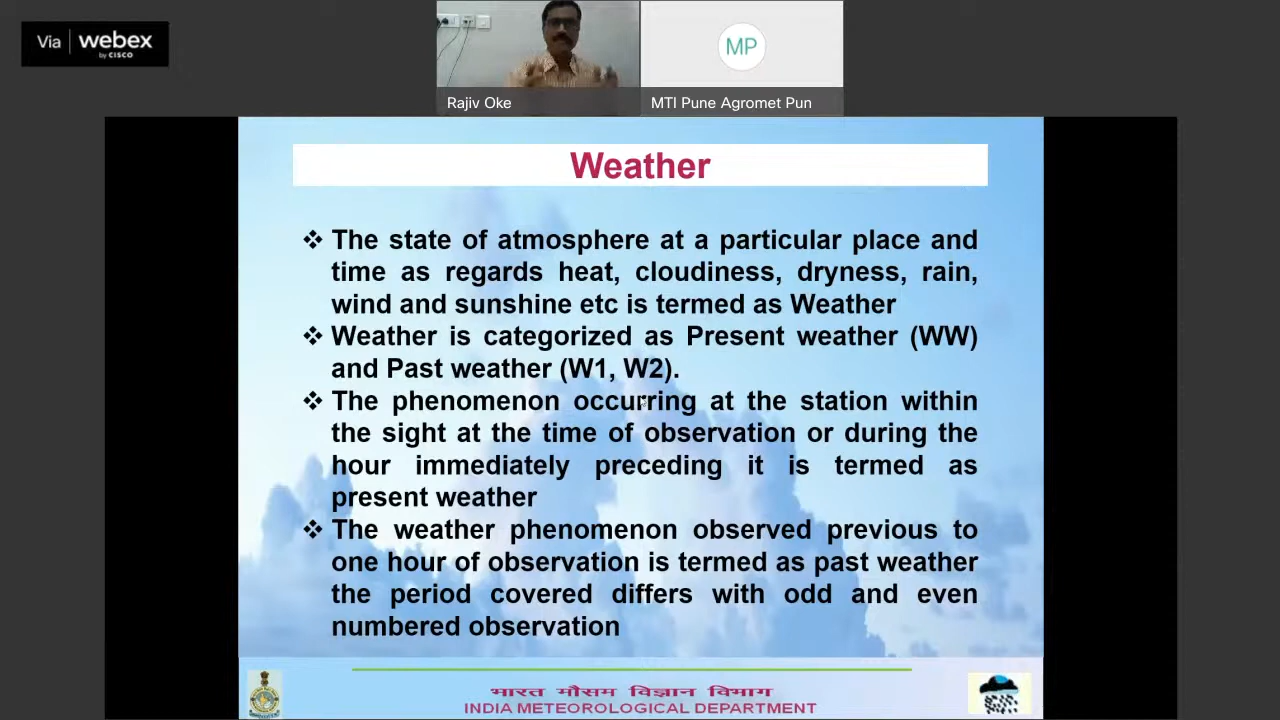 Via webex
by CISCO
Rajiv Oke
MP
MTI Pune Agromet Pun
Weather
❖ The state of atmosphere at a particular place and
time as regards heat, cloudiness, dryness, rain,
wind and sunshine etc is termed as Weather
❖ Weather is categorized as Present weather (WW)
and Past weather (W1, W2).
❖ The phenomenon occurring at the station within
the sight at the time of observation or during the
hour immediately preceding it is termed as
present weather
❖ The weather phenomenon observed previous to
one hour of observation is termed as past weather
the period covered differs with odd and even
numbered observation
भारत मौसम विज्ञान विभाग
INDIA METEOROLOGICAL DEPARTMENT